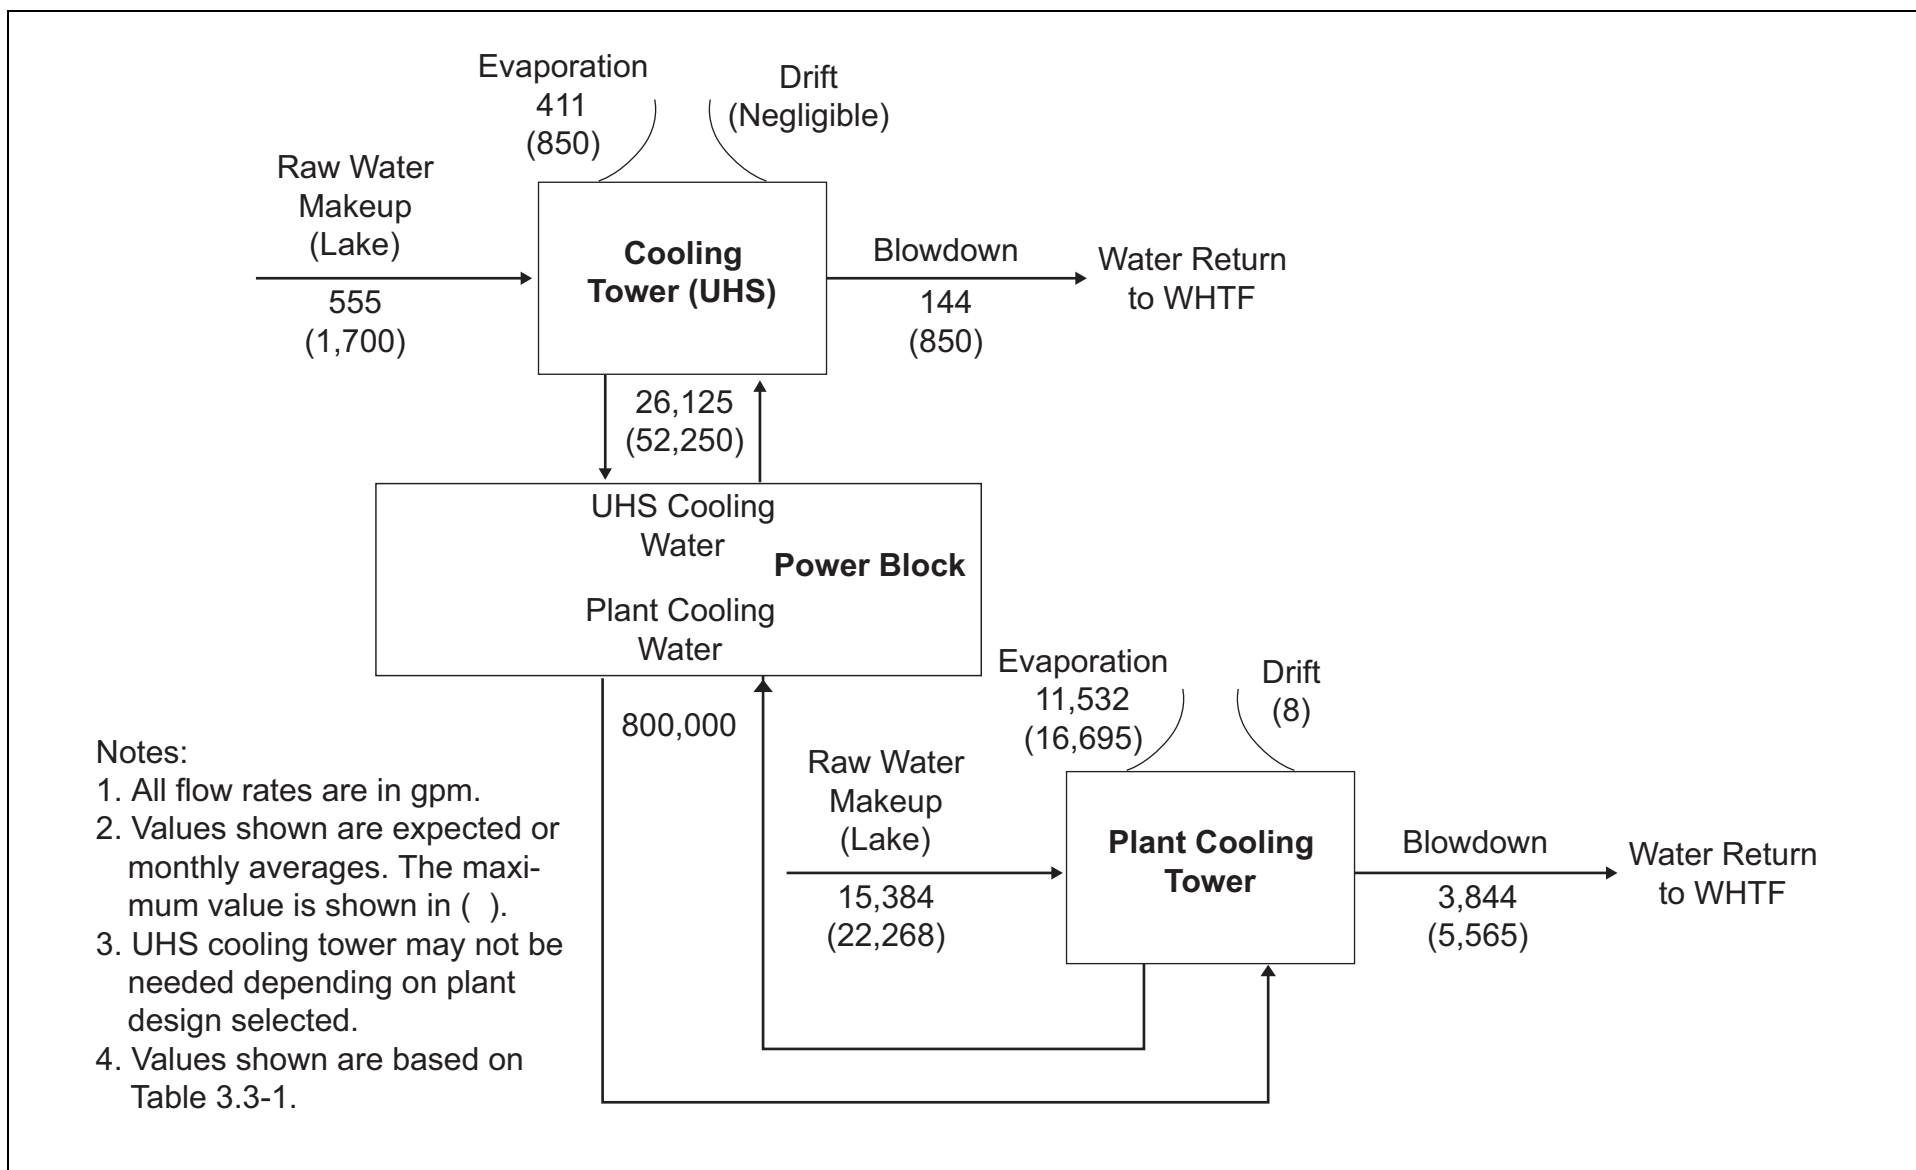 Evaporation
411
(850)
Drift
(Negligible)
Raw Water
Makeup
(Lake)
555
(1,700)
Cooling
Tower (UHS)
Blowdown
144
(850)
Water Return
to WHTF
26,125
(52,250)
UHS Cooling
Water
Power Block
Plant Cooling
Water
800,000
Evaporation
11,532
(16,695)
Drift
(8)
Raw Water
Makeup
(Lake)
15,384
(22,268)
Plant Cooling
Tower
Blowdown
3,844
(5,565)
Water Return
to WHTF
Notes:
1. All flow rates are in gpm.
2. Values shown are expected or
monthly averages. The maxi-
mum value is shown in (  ).
3. UHS cooling tower may not be
needed depending on plant
design selected.
4. Values shown are based on
Table 3.3-1.